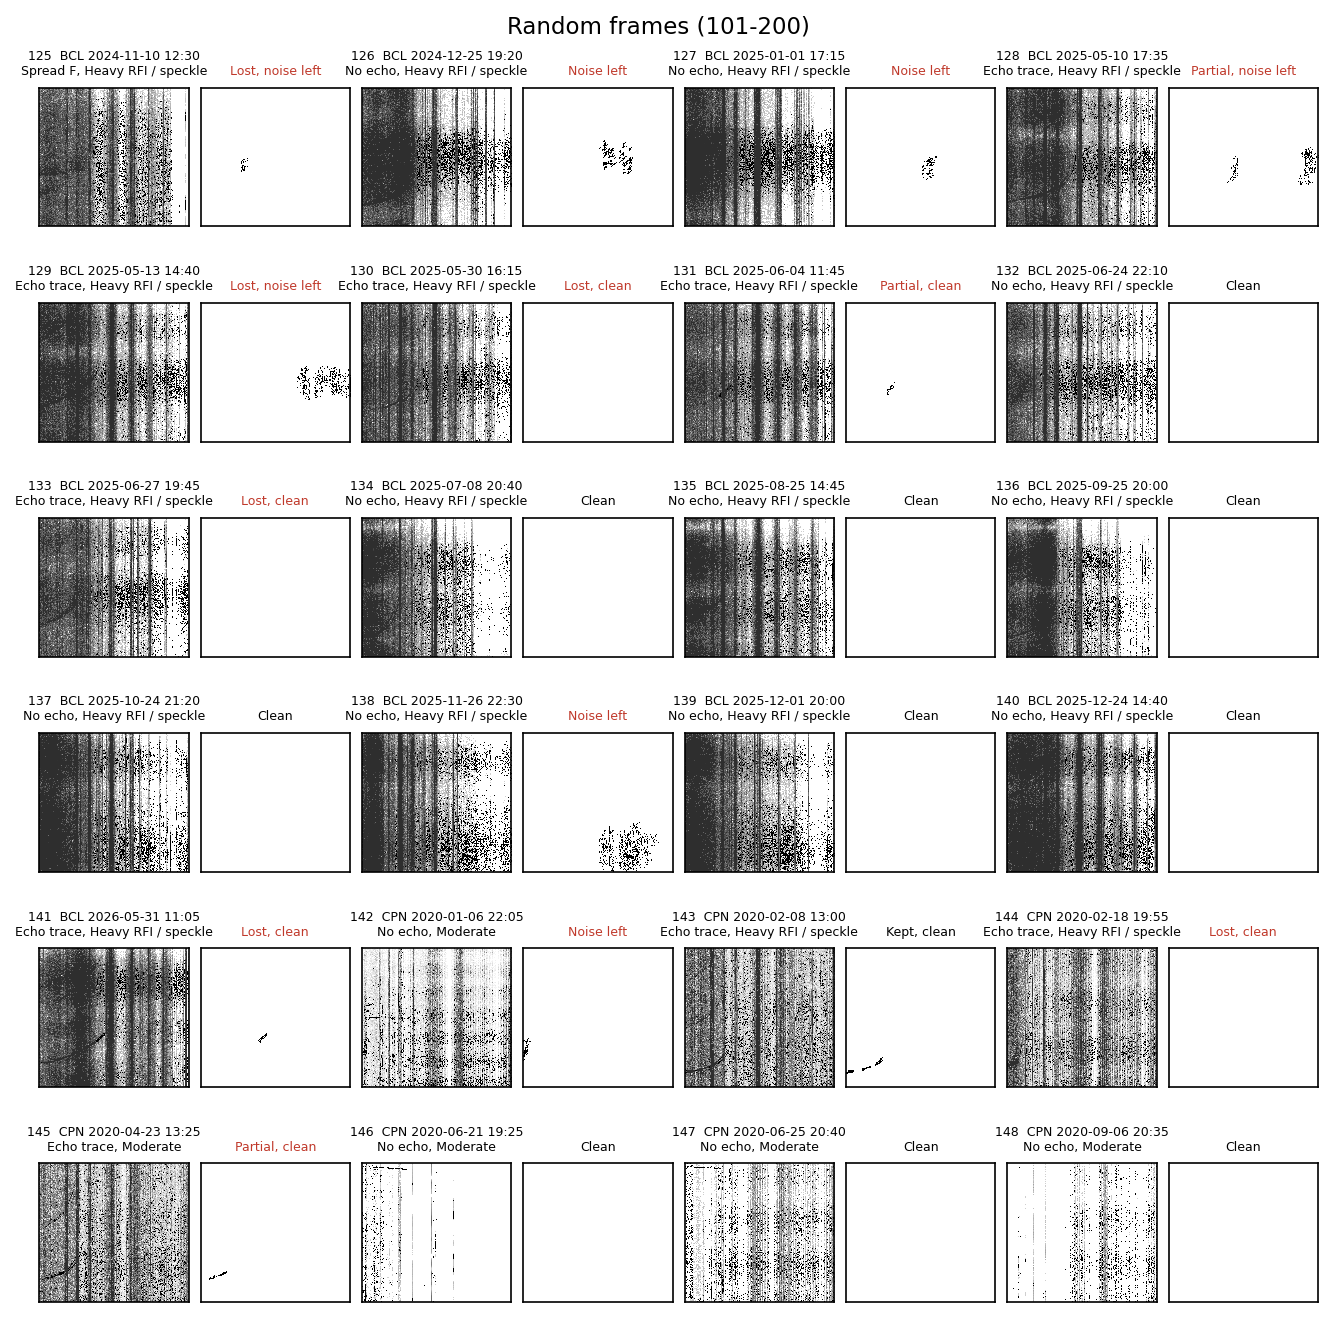 Random frames (101-200)
125  BCL 2024-11-10 12:30
Spread F, Heavy RFI / speckle
Lost, noise left
126  BCL 2024-12-25 19:20
No echo, Heavy RFI / speckle
Noise left
127  BCL 2025-01-01 17:15
No echo, Heavy RFI / speckle
Noise left
128  BCL 2025-05-10 17:35
Echo trace, Heavy RFI / speckle
Partial, noise left
129  BCL 2025-05-13 14:40
Echo trace, Heavy RFI / speckle
Lost, noise left
130  BCL 2025-05-30 16:15
Echo trace, Heavy RFI / speckle
Lost, clean
131  BCL 2025-06-04 11:45
Echo trace, Heavy RFI / speckle
Partial, clean
132  BCL 2025-06-24 22:10
No echo, Heavy RFI / speckle
Clean
133  BCL 2025-06-27 19:45
Echo trace, Heavy RFI / speckle
Lost, clean
134  BCL 2025-07-08 20:40
No echo, Heavy RFI / speckle
Clean
135  BCL 2025-08-25 14:45
No echo, Heavy RFI / speckle
Clean
136  BCL 2025-09-25 20:00
No echo, Heavy RFI / speckle
Clean
137  BCL 2025-10-24 21:20
No echo, Heavy RFI / speckle
Clean
138  BCL 2025-11-26 22:30
No echo, Heavy RFI / speckle
Noise left
139  BCL 2025-12-01 20:00
No echo, Heavy RFI / speckle
Clean
140  BCL 2025-12-24 14:40
No echo, Heavy RFI / speckle
Clean
141  BCL 2026-05-31 11:05
Echo trace, Heavy RFI / speckle
Lost, clean
142  CPN 2020-01-06 22:05
No echo, Moderate
Noise left
143  CPN 2020-02-08 13:00
Echo trace, Heavy RFI / speckle
Kept, clean
144  CPN 2020-02-18 19:55
Echo trace, Heavy RFI / speckle
Lost, clean
145  CPN 2020-04-23 13:25
Echo trace, Moderate
Partial, clean
146  CPN 2020-06-21 19:25
No echo, Moderate
Clean
147  CPN 2020-06-25 20:40
No echo, Moderate
Clean
148  CPN 2020-09-06 20:35
No echo, Moderate
Clean